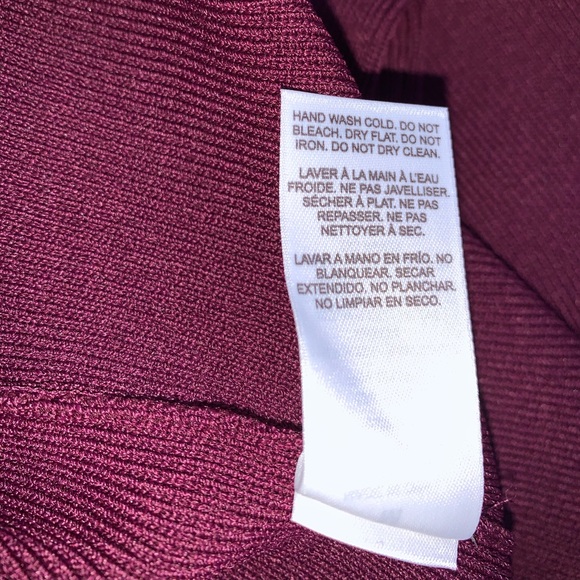 HAND WASH COLD. DO NOT
BLEACH. DRY FLAT. DO NOT
IRON. DO NOT DRY CLEAN.
LAVER À LA MAIN À L'EAU
FROIDE. NE PAS JAVELLISER.
SÉCHER À PLAT. NE PAS
REPASSER. NE PAS
NETTOYER À SEC.
LAVAR A MANO EN FRÍO. NO
BLANQUEAR. SECAR
EXTENDIDO. NO PLANCHAR.
NO LIMPIAR EN SECO.